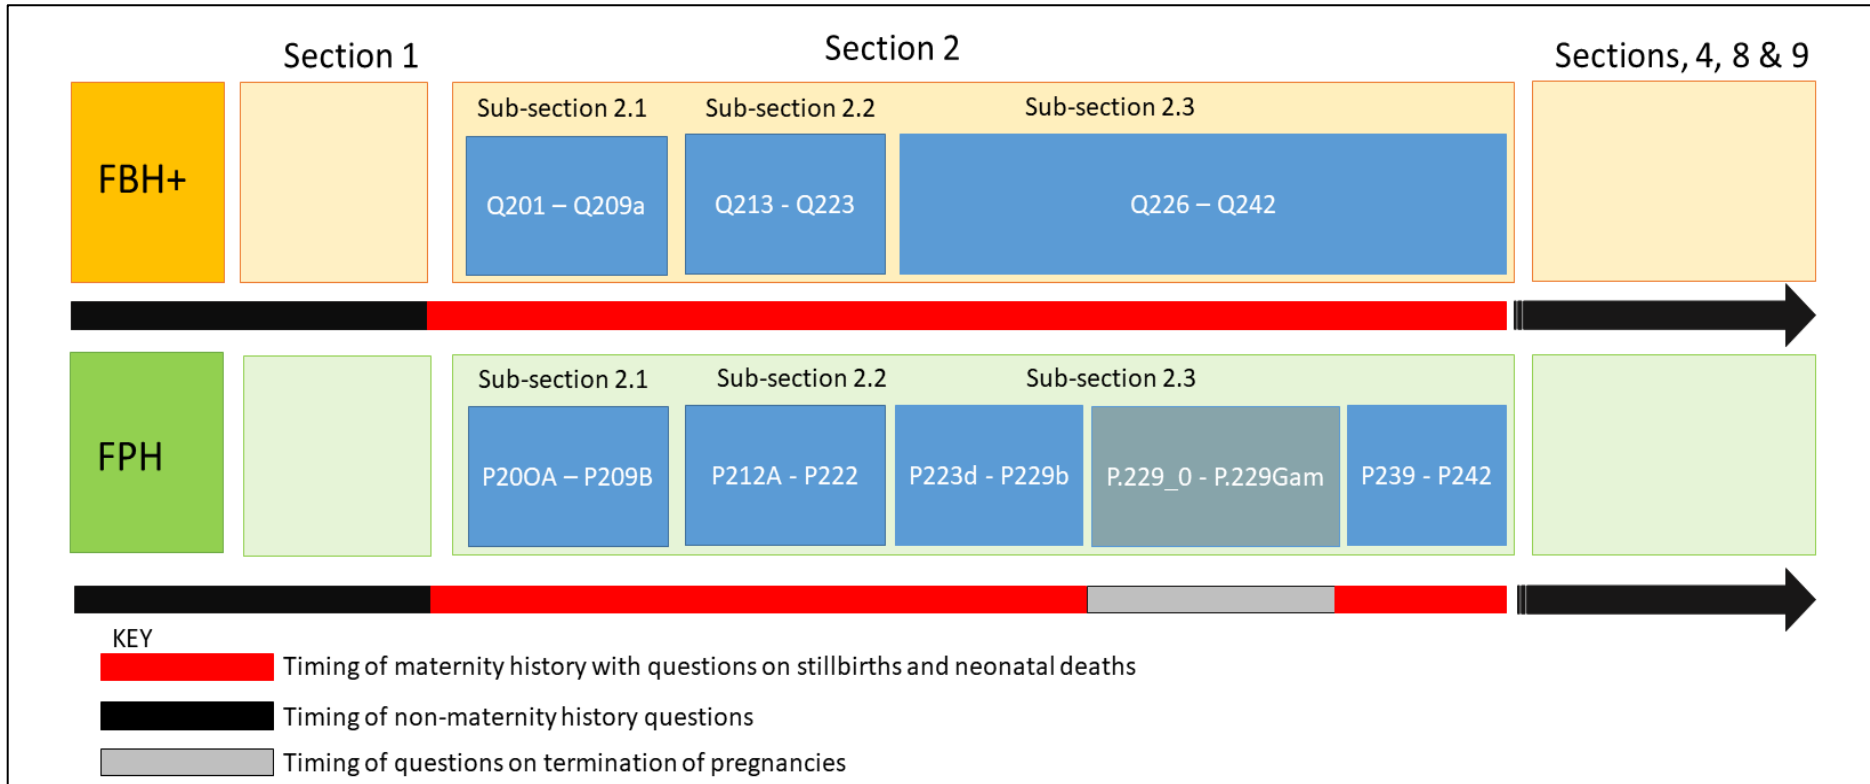 Section 1
Section 2
Sections, 4, 8 & 9
FBH+
Sub-section 2.1
Sub-section 2.2
Sub-section 2.3
Q201 – Q209a
Q213 - Q223
Q226 – Q242
FPH
Sub-section 2.1
Sub-section 2.2
Sub-section 2.3
P20OA – P209B
P212A - P222
P223d - P229b
P.229_0 - P.229Gam
P239 - P242
KEY
Timing of maternity history with questions on stillbirths and neonatal deaths
Timing of non-maternity history questions
Timing of questions on termination of pregnancies